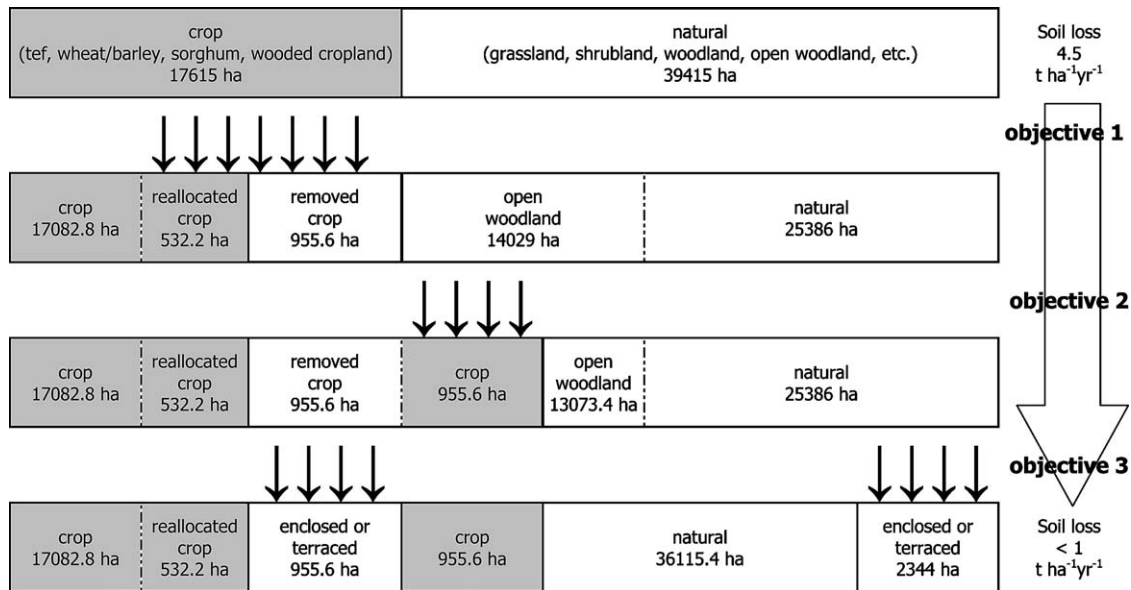 crop
(tef, wheat/barley, sorghum, wooded cropland)
17615 ha
natural
(grassland, shrubland, woodland, open woodland, etc.)
39415 ha
Soil loss
4.5
t ha⁻¹yr⁻¹
objective 1
crop
17082.8 ha
reallocated
crop
532.2 ha
removed
crop
955.6 ha
open
woodland
14029 ha
natural
25386 ha
objective 2
crop
17082.8 ha
reallocated
crop
532.2 ha
removed
crop
955.6 ha
crop
955.6 ha
open
woodland
13073.4 ha
natural
25386 ha
objective 3
crop
17082.8 ha
reallocated
crop
532.2 ha
enclosed or
terraced
955.6 ha
crop
955.6 ha
natural
36115.4 ha
enclosed or
terraced
2344 ha
Soil loss
< 1
t ha⁻¹yr⁻¹